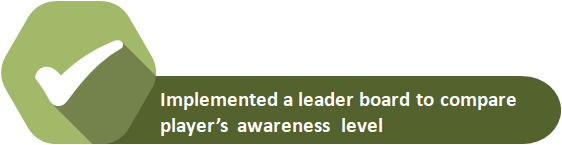 Implemented a leader board to compare
player's awareness level